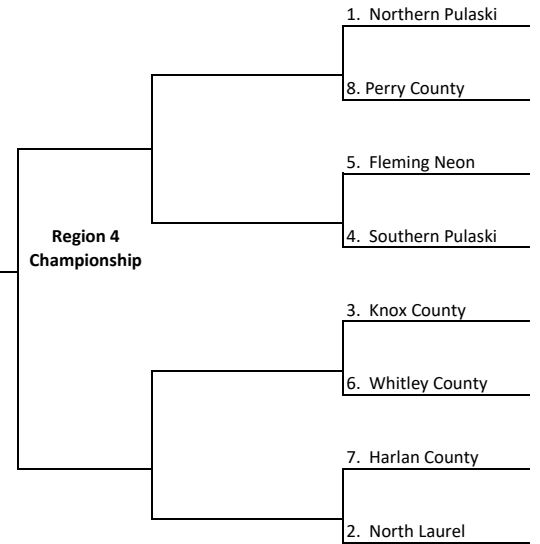 1. Northern Pulaski
8. Perry County
5. Fleming Neon
Region 4
Championship
4. Southern Pulaski
3. Knox County
6. Whitley County
7. Harlan County
2. North Laurel